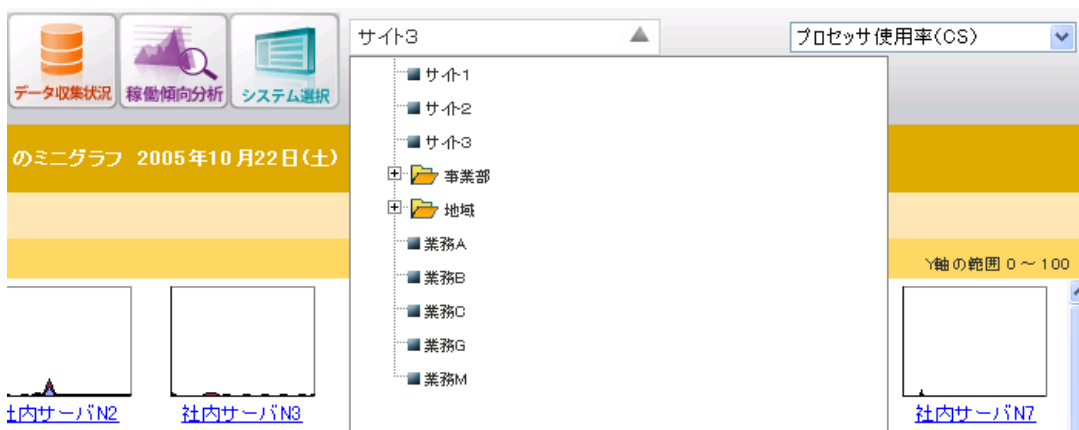 サイト3
プロセッサ使用率(CS)
データ収集状況
稼働傾向分析
システム選択
サイト1
サイト2
サイト3
事業部
地域
業務A
業務B
業務C
業務G
業務M
のミニグラフ 2005年10月22日(土)
Y軸の範囲 0 ~ 100
社内サーバN2
社内サーバN3
社内サーバN7